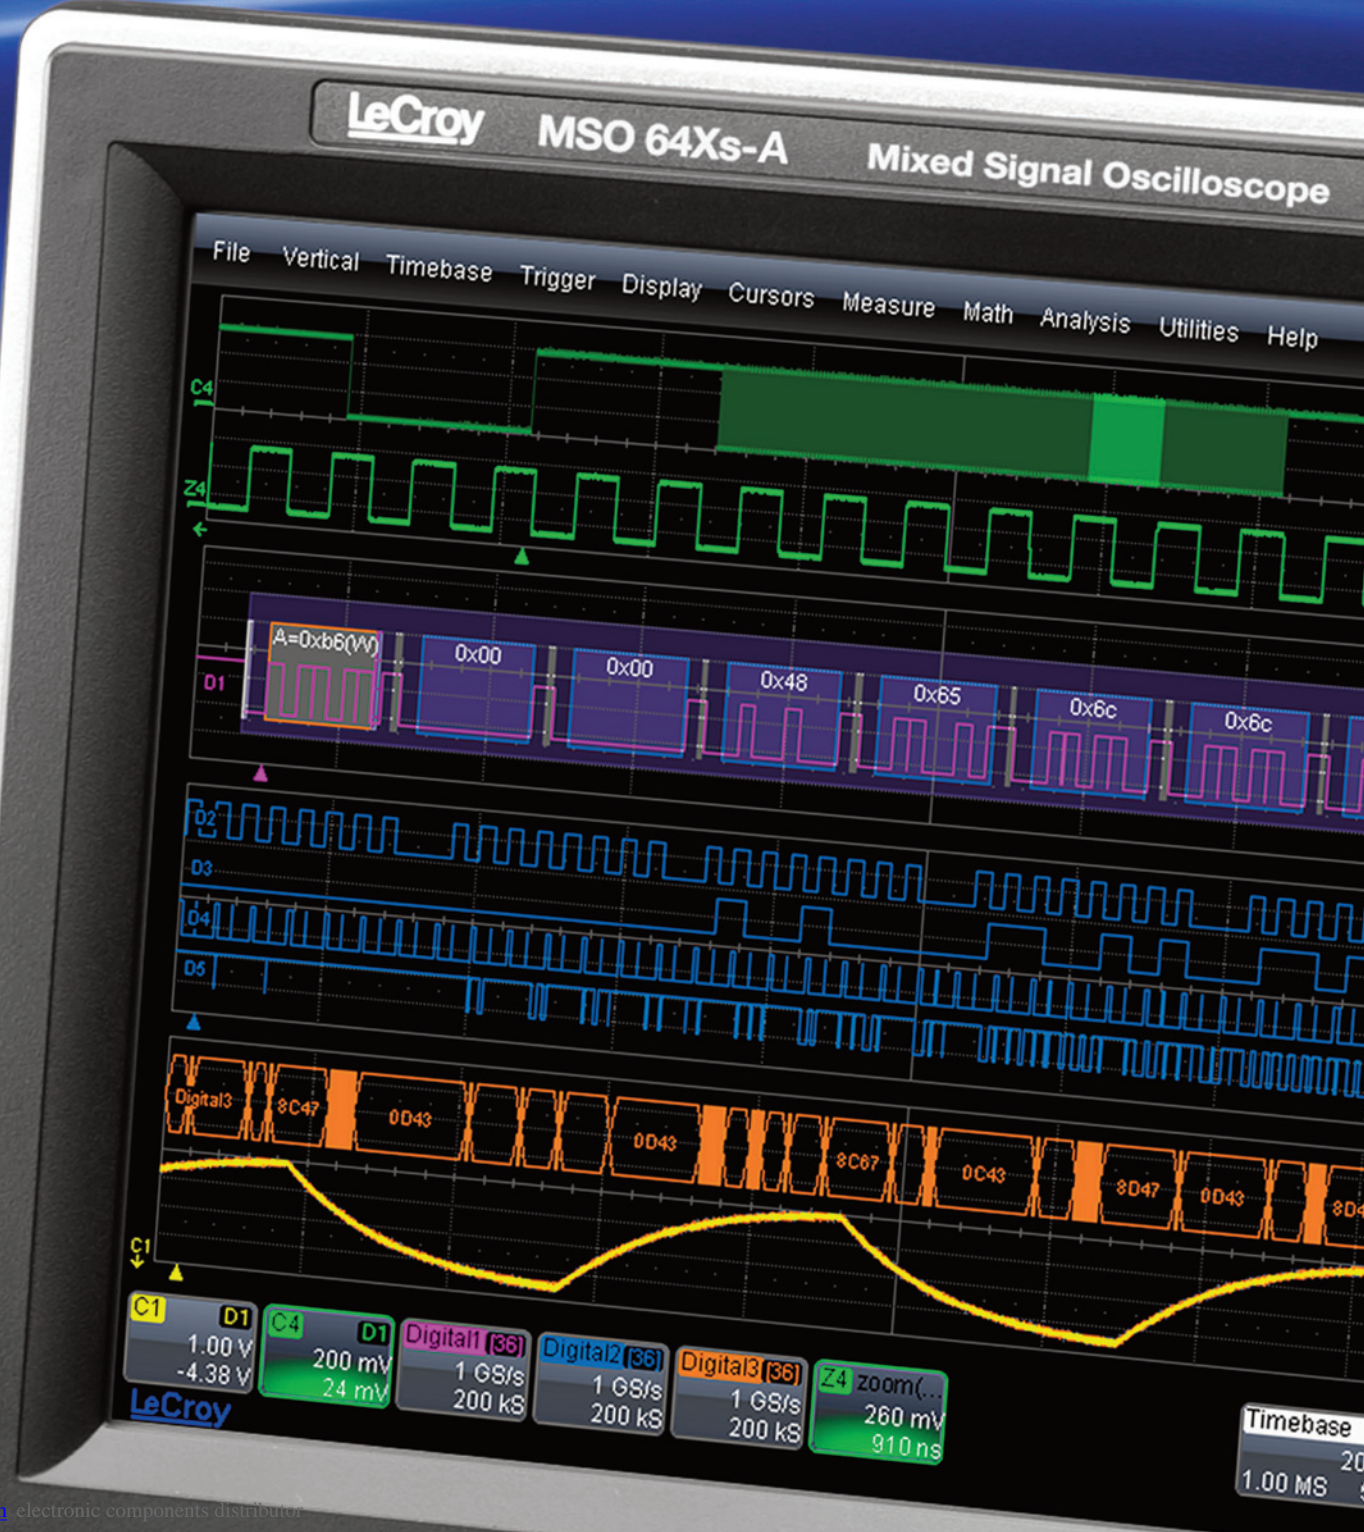 LeCroy MSO 64Xs-A Mixed Signal Oscilloscope
File Vertical Timebase Trigger Display Cursors Measure Math Analysis Utilities Help
C4
Z4
A=0xb6(W) 0x00 0x00 0x48 0x65 0x6c 0x6c
D1
D2
D3
D4
D5
Digital3 8C47 0D43 0D43 8C67 0C43 8D47 0D43 8D4
C1
C1 D1
1.00 V
-4.38 V
C4 D1
200 mV
24 mV
Digital1 [36]
1 GS/s
200 kS
Digital2 [36]
1 GS/s
200 kS
Digital3 [36]
1 GS/s
200 kS
Z4 zoom(...
260 mV
910 ns
Timebase
20
1.00 MS
LeCroy
electronic components distributor